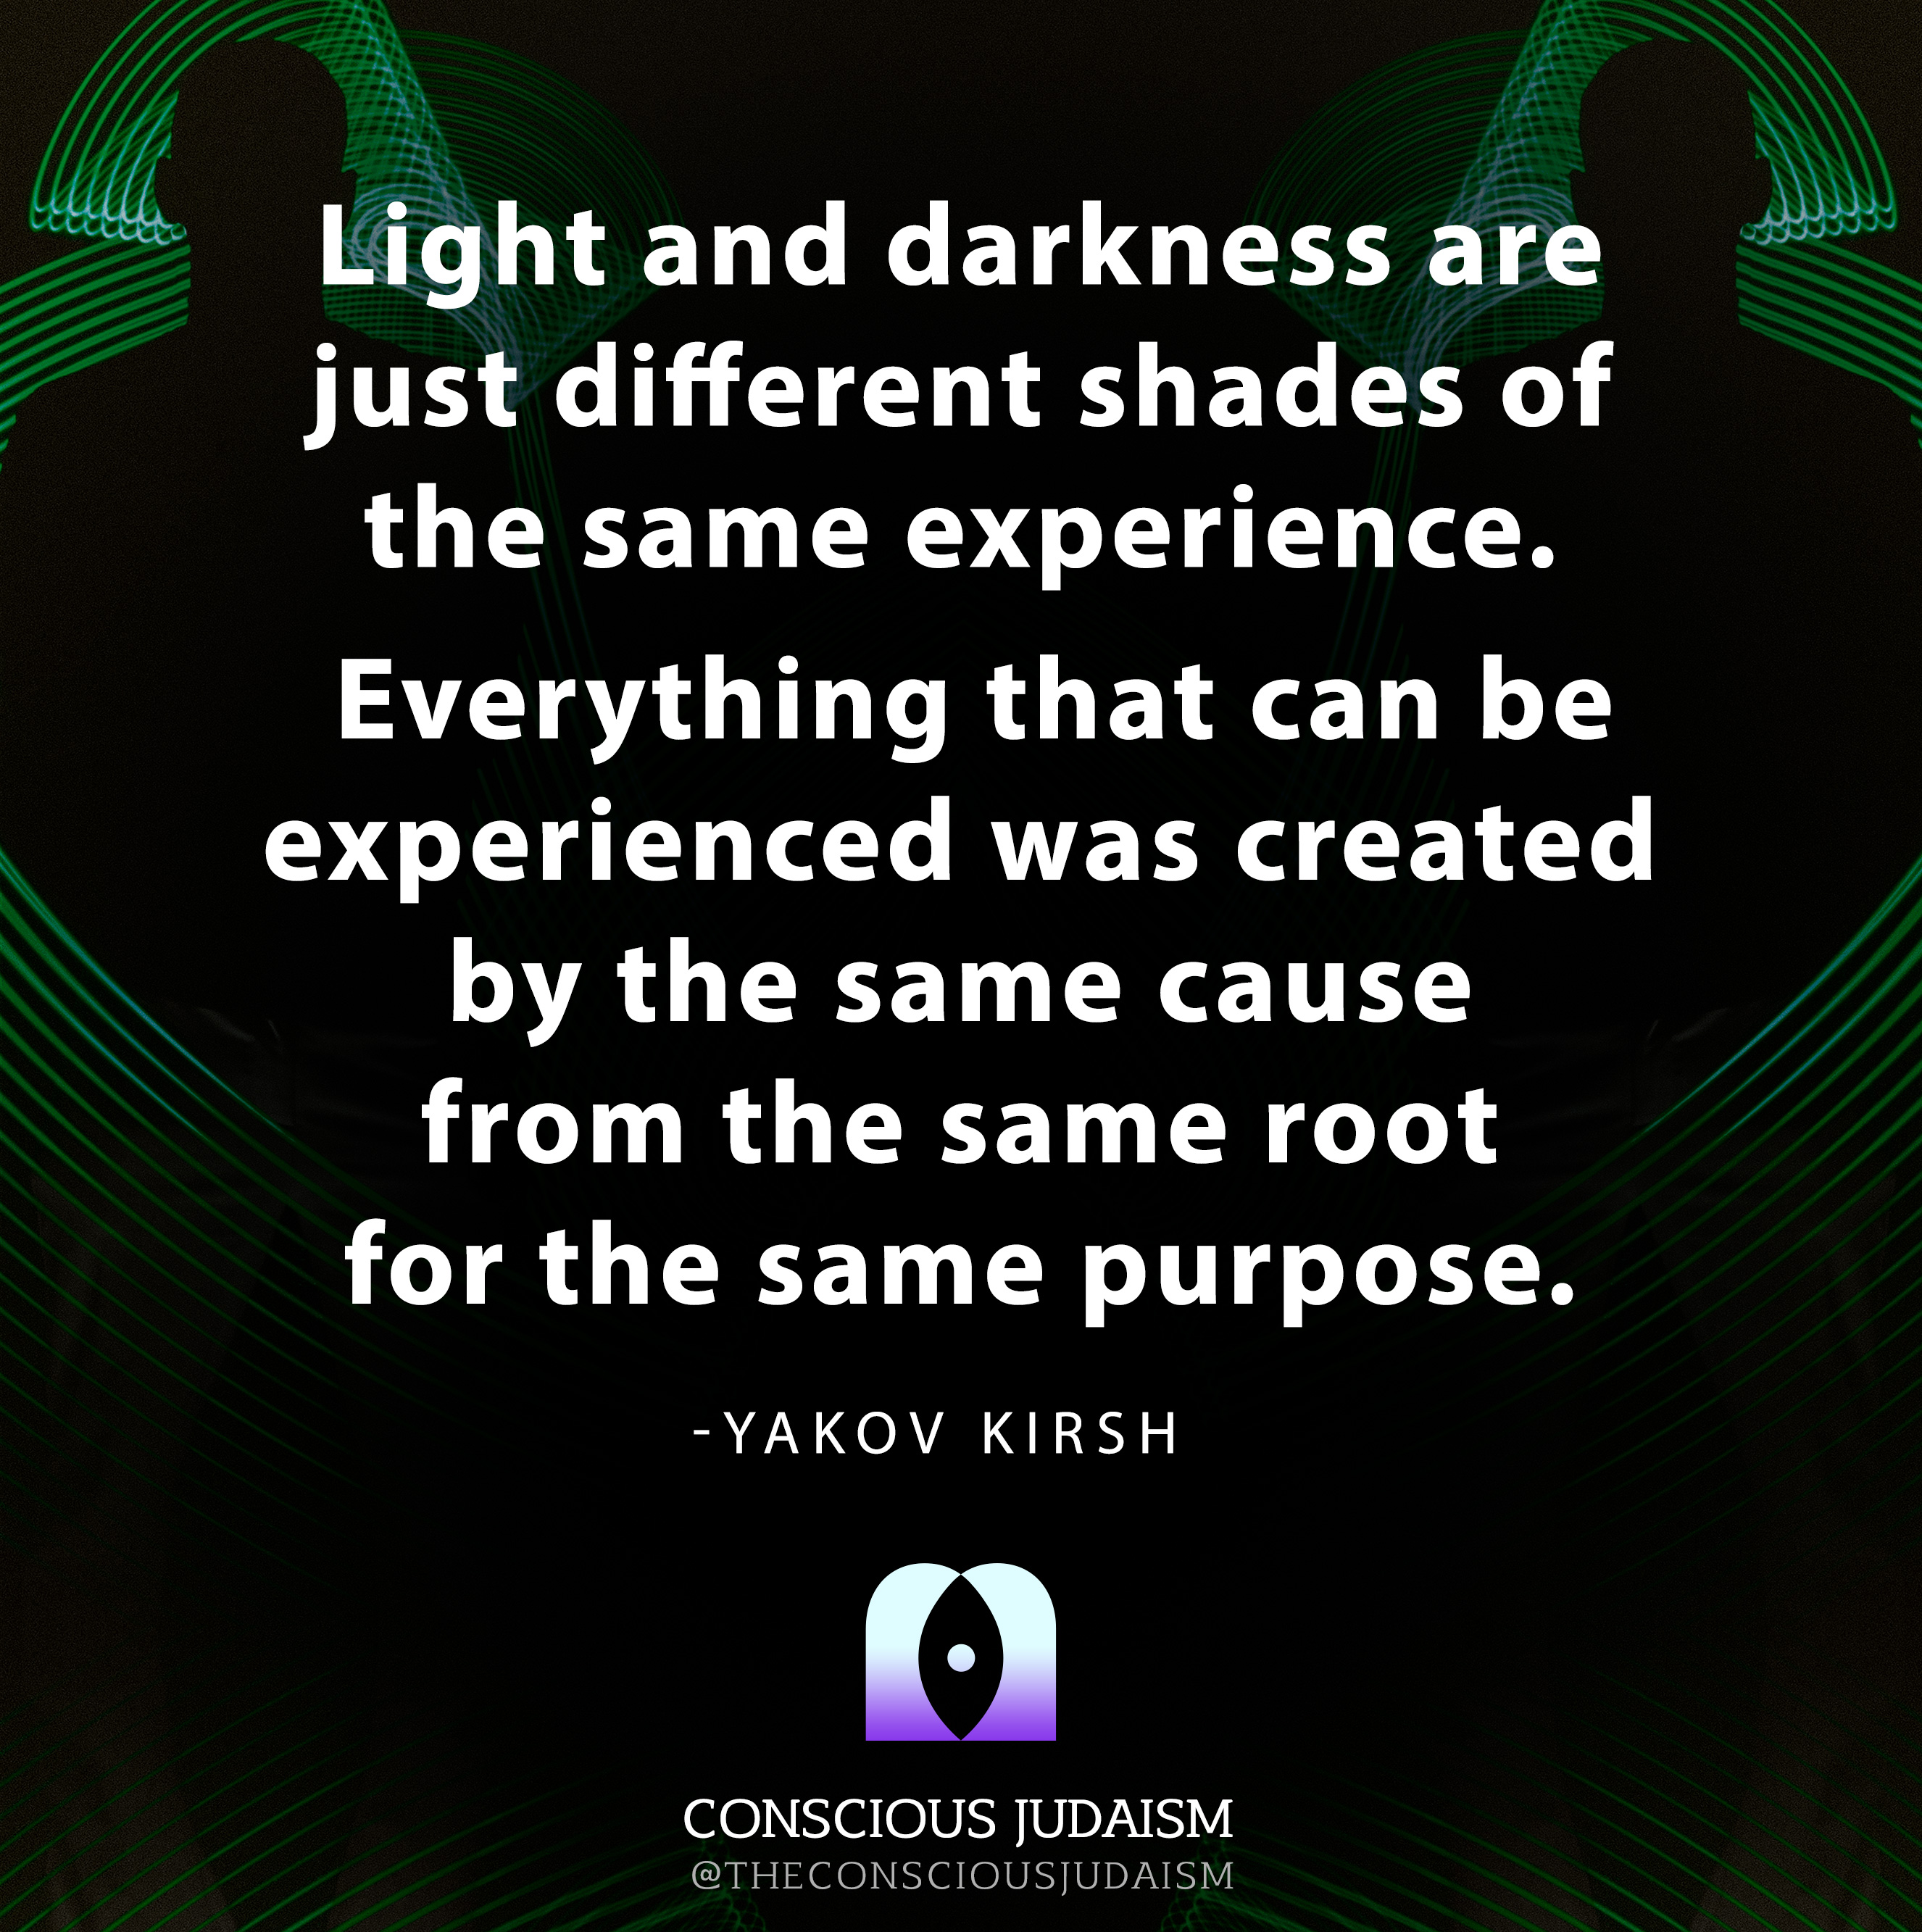 Light and darkness are
just different shades of
the same experience.
Everything that can be
experienced was created
by the same cause
from the same root
for the same purpose.
-YAKOV KIRSH
CONSCIOUS JUDAISM
@THECONSCIOUSJUDAISM